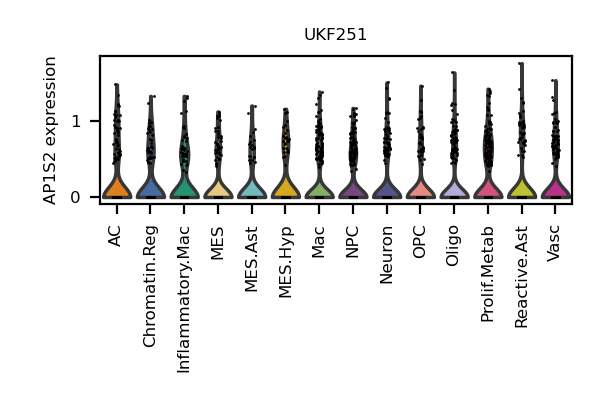 UKF251
AP1S2 expression
1
0
AC
Chromatin.Reg
Inflammatory.Mac
MES
MES.Ast
MES.Hyp
Mac
NPC
Neuron
OPC
Oligo
Prolif.Metab
Reactive.Ast
Vasc